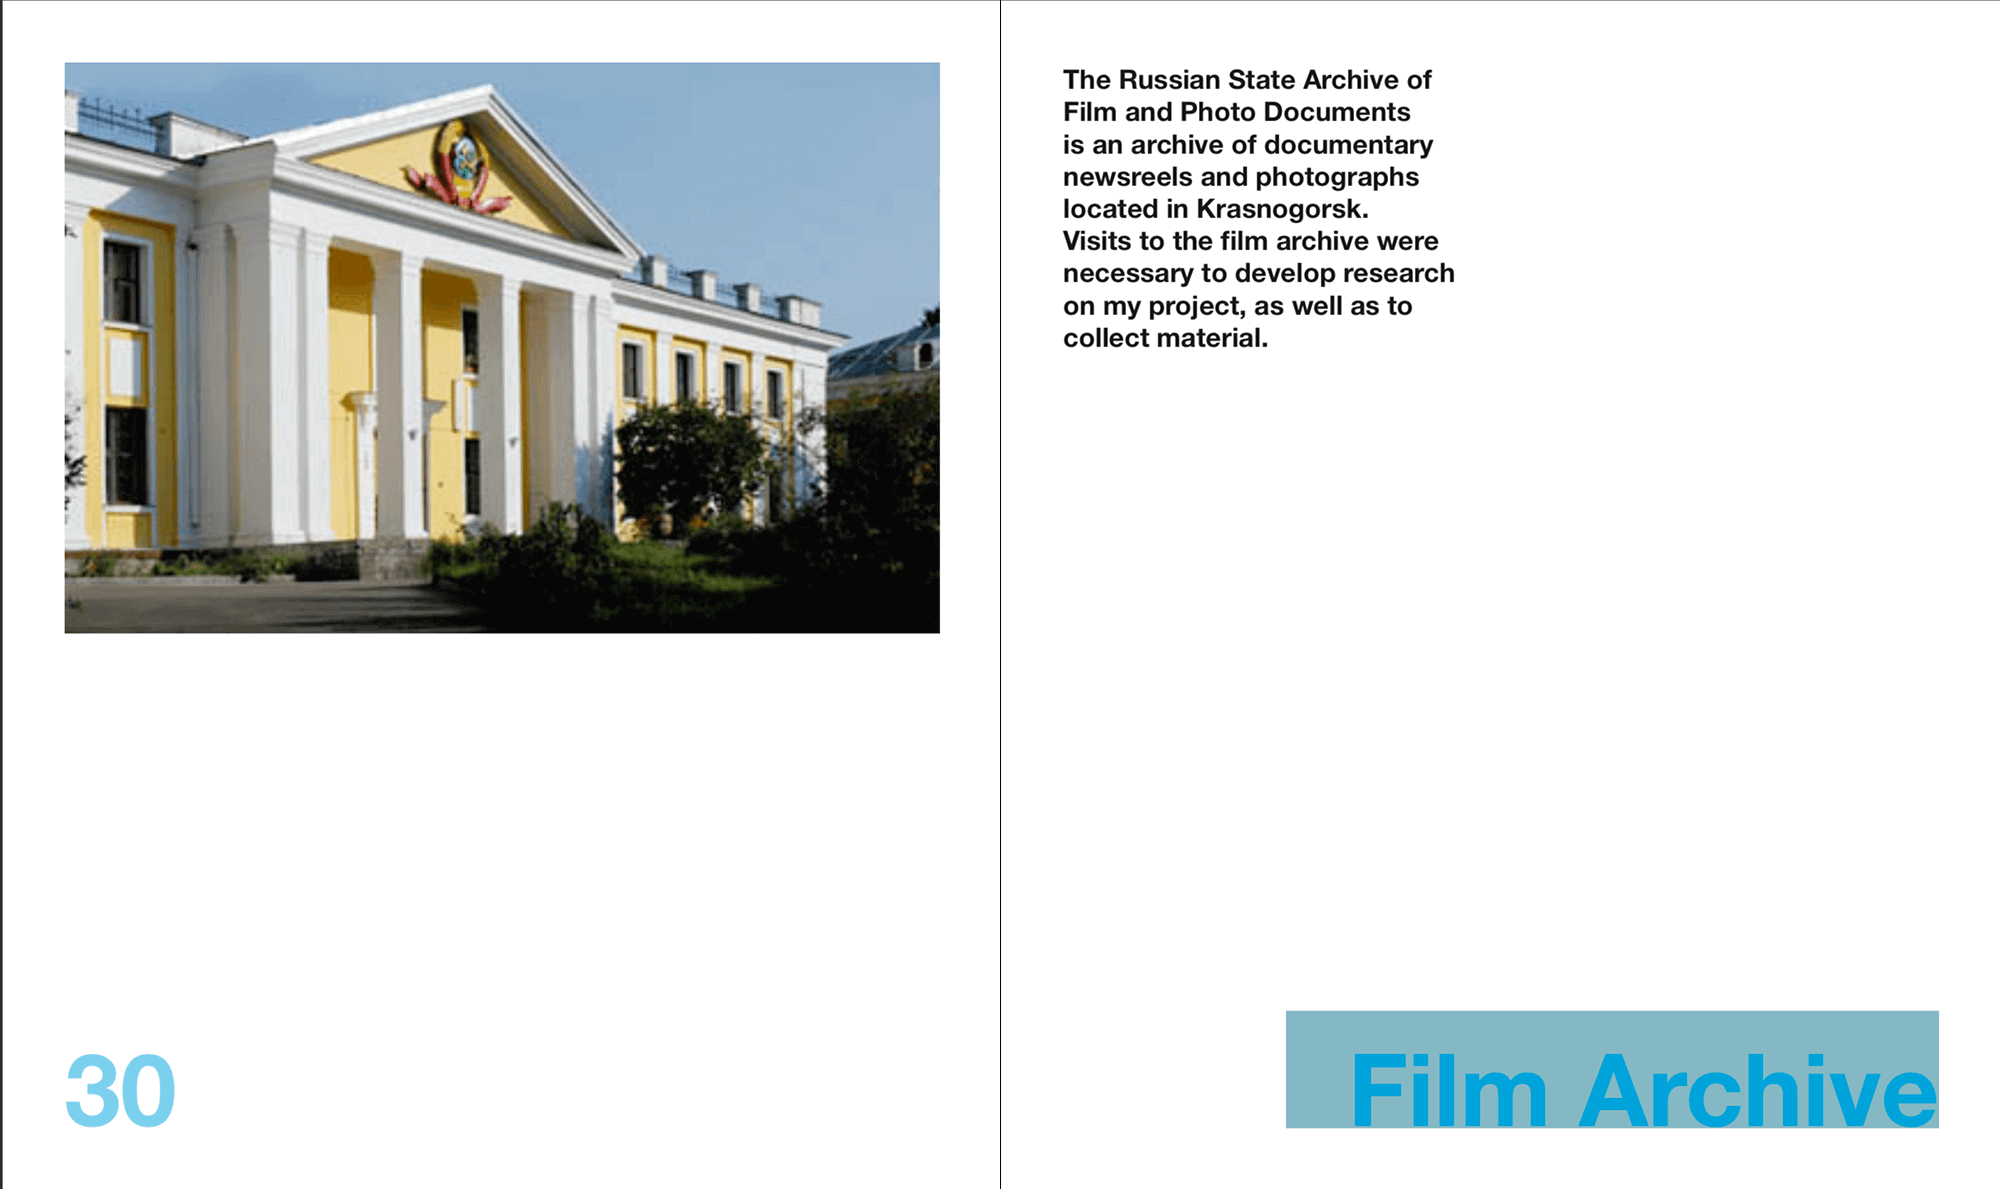 The Russian State Archive of
Film and Photo Documents
is an archive of documentary
newsreels and photographs
located in Krasnogorsk.
Visits to the film archive were
necessary to develop research
on my project, as well as to
collect material.
30
Film Archive